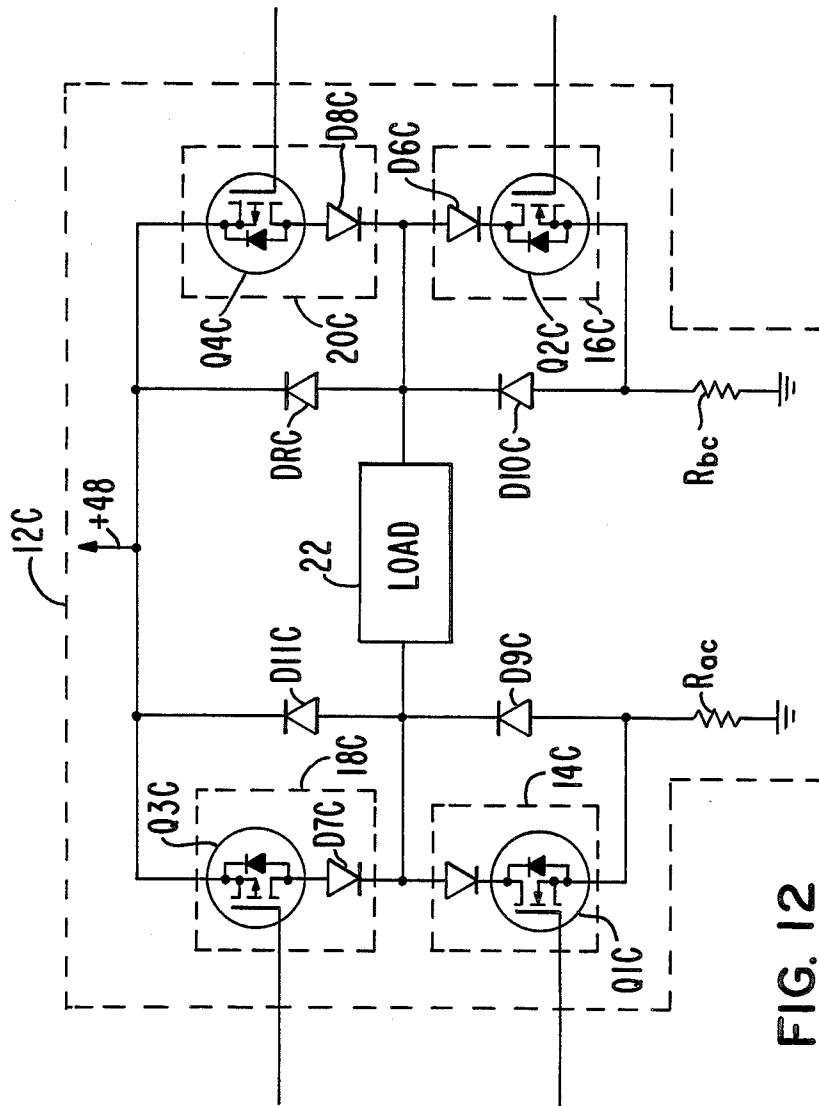 12C
+48
Q3C
18C
D7C
D11C
DRC
Q4C
20C
D8C
22
LOAD
14C
D9C
D10C
D6C
Q1C
Q2C
16C
Rac
Rbc
FIG. 12